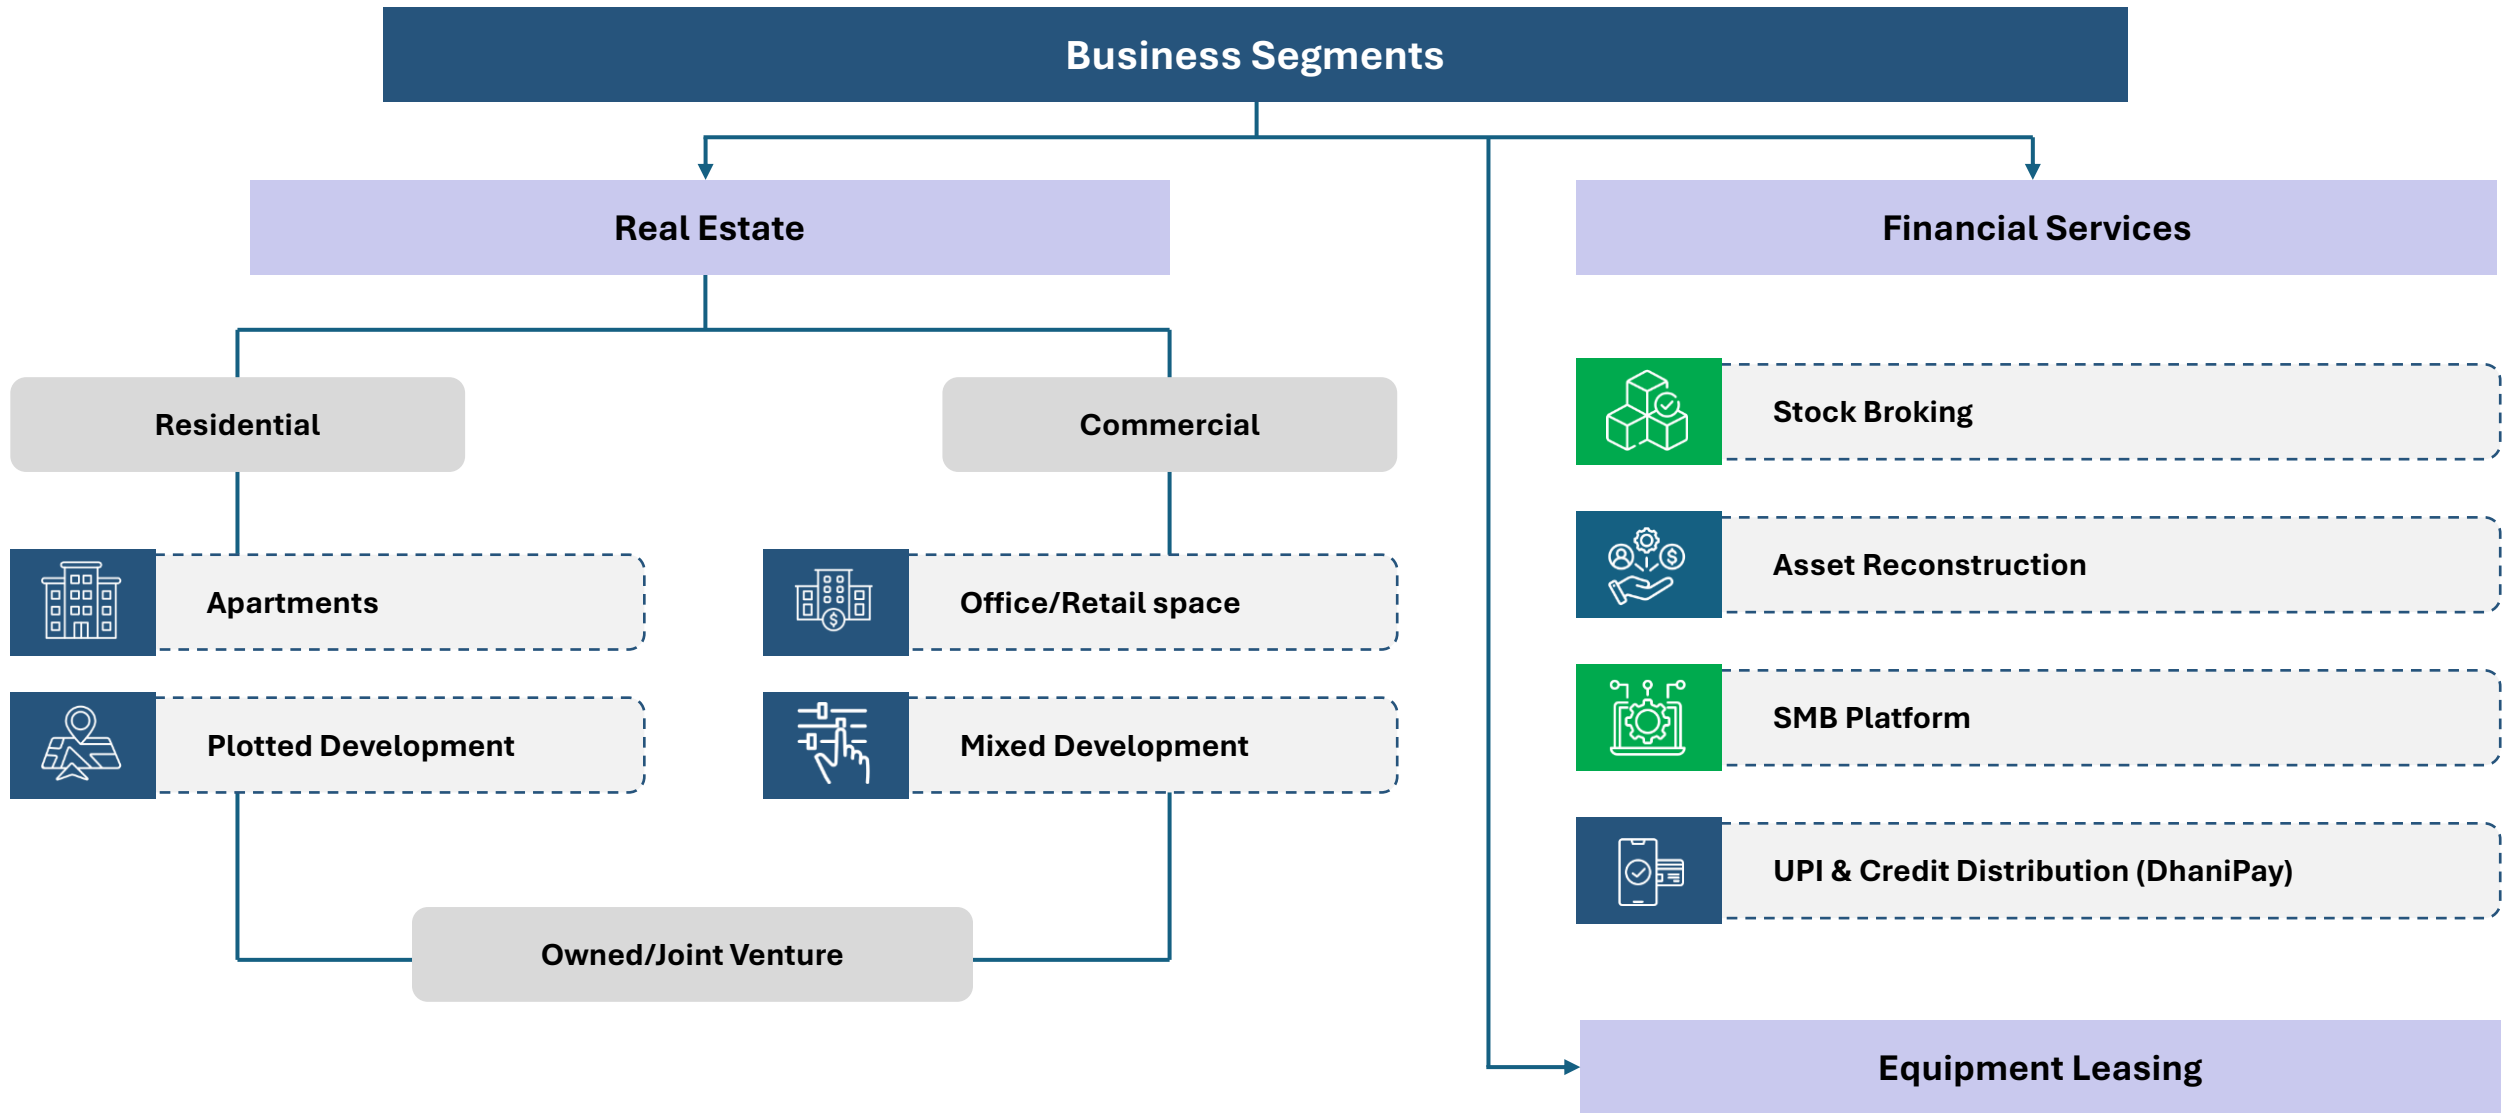 Business Segments
Real Estate
Financial Services
Residential
Commercial
Apartments
Office/Retail space
Plotted Development
Mixed Development
Owned/Joint Venture
Stock Broking
Asset Reconstruction
SMB Platform
UPI & Credit Distribution (DhaniPay)
Equipment Leasing